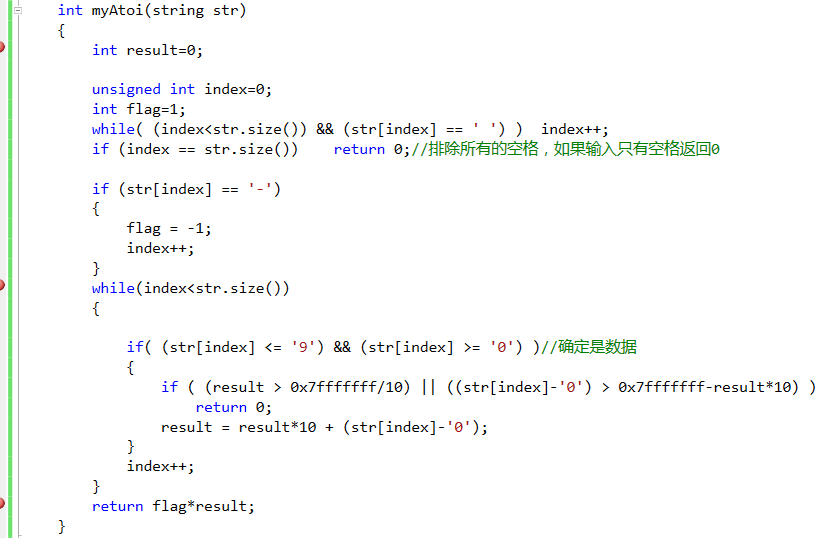 int myAtoi(string str)
{
    int result=0;

    unsigned int index=0;
    int flag=1;
    while( (index<str.size()) && (str[index] == ' ') )  index++;
    if (index == str.size())    return 0;//排除所有的空格，如果输入只有空格返回0

    if (str[index] == '-')
    {
        flag = -1;
        index++;
    }
    while(index<str.size())
    {

        if( (str[index] <= '9') && (str[index] >= '0') )//确定是数据
        {
            if ( (result > 0x7fffffff/10) || ((str[index]-'0') > 0x7fffffff-result*10) )
                return 0;
            result = result*10 + (str[index]-'0');
        }
        index++;
    }
    return flag*result;
}